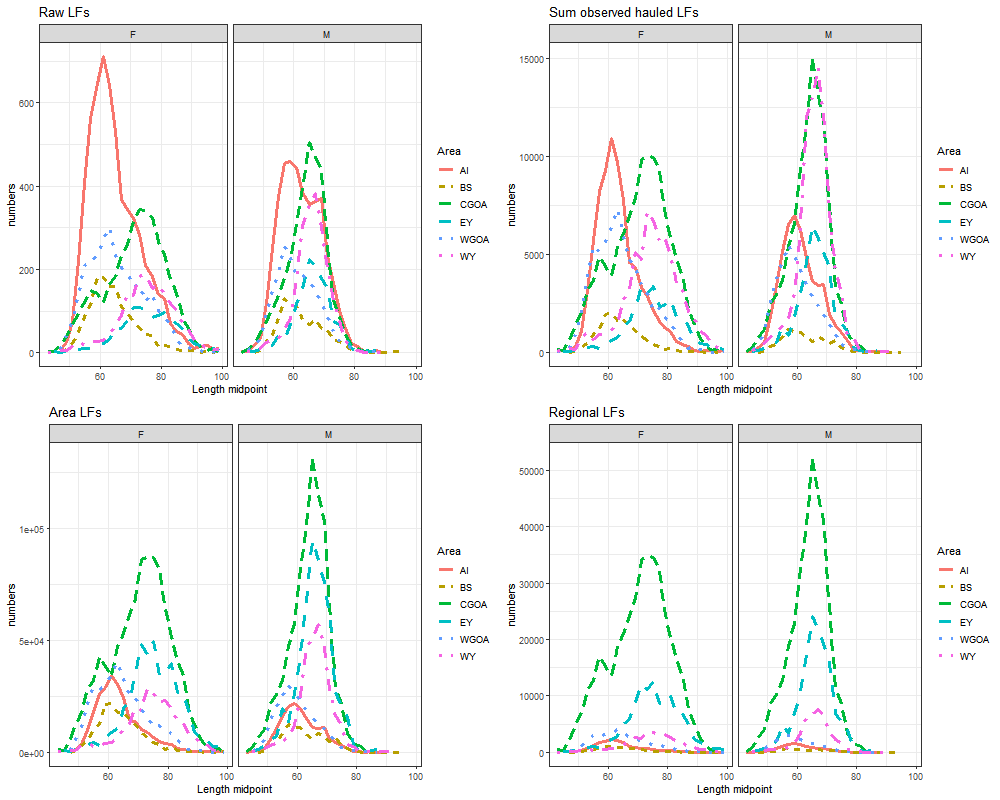 Raw LFs
F
M
numbers
600
400
200
0
60
80
100
60
80
100
Length midpoint
Area
AI
BS
CGOA
EY
WGOA
WY
Sum observed hauled LFs
F
M
numbers
15000
10000
5000
0
60
80
100
60
80
100
Length midpoint
Area
AI
BS
CGOA
EY
WGOA
WY
Area LFs
F
M
numbers
1e+05
5e+04
0e+00
60
80
100
60
80
100
Length midpoint
Area
AI
BS
CGOA
EY
WGOA
WY
Regional LFs
F
M
numbers
50000
40000
30000
20000
10000
0
60
80
100
60
80
100
Length midpoint
Area
AI
BS
CGOA
EY
WGOA
WY